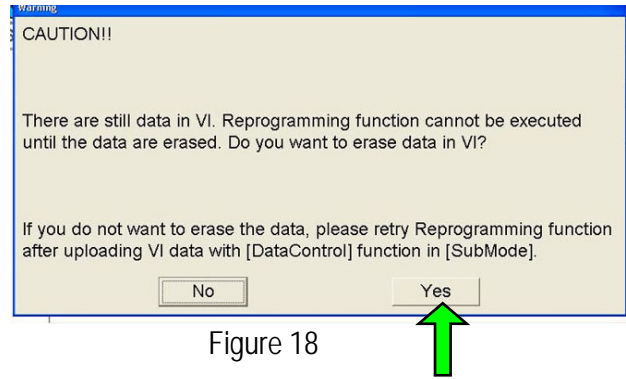 Warning
CAUTION!!
There are still data in VI. Reprogramming function cannot be executed
until the data are erased. Do you want to erase data in VI?
If you do not want to erase the data, please retry Reprogramming function
after uploading VI data with [DataControl] function in [SubMode].
No Yes
Figure 18